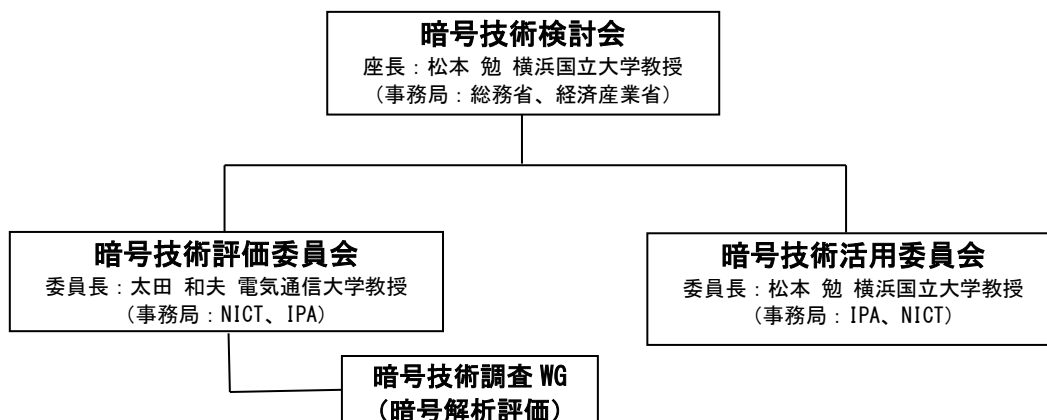 暗号技術検討会
座長：松本 勉 横浜国立大学教授
（事務局：総務省、経済産業省）
暗号技術評価委員会
委員長：太田 和夫 電気通信大学教授
（事務局：NICT、IPA）
暗号技術活用委員会
委員長：松本 勉 横浜国立大学教授
（事務局：IPA、NICT）
暗号技術調査 WG
（暗号解析評価）